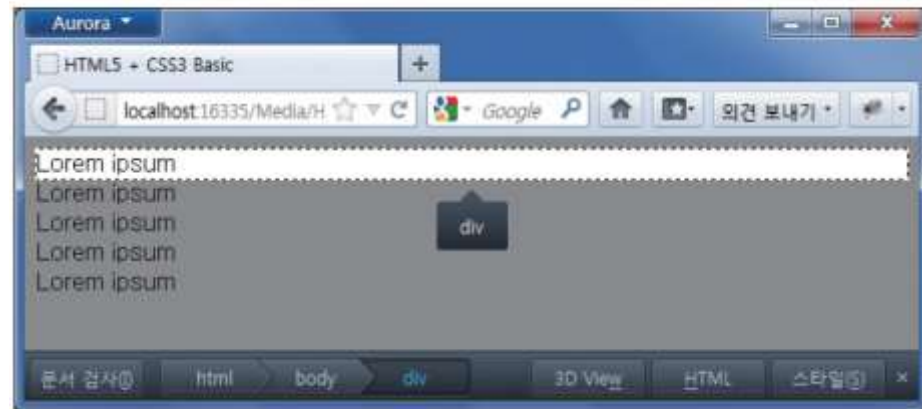 Aurora
HTML5 + CSS3 Basic +
localhost:16335/Media/H Google 의견 보내기
Lorem ipsum
Lorem ipsum
Lorem ipsum
Lorem ipsum
Lorem ipsum
div
문서 검사(I) html body div 3D View HTML 스타일(S) ×